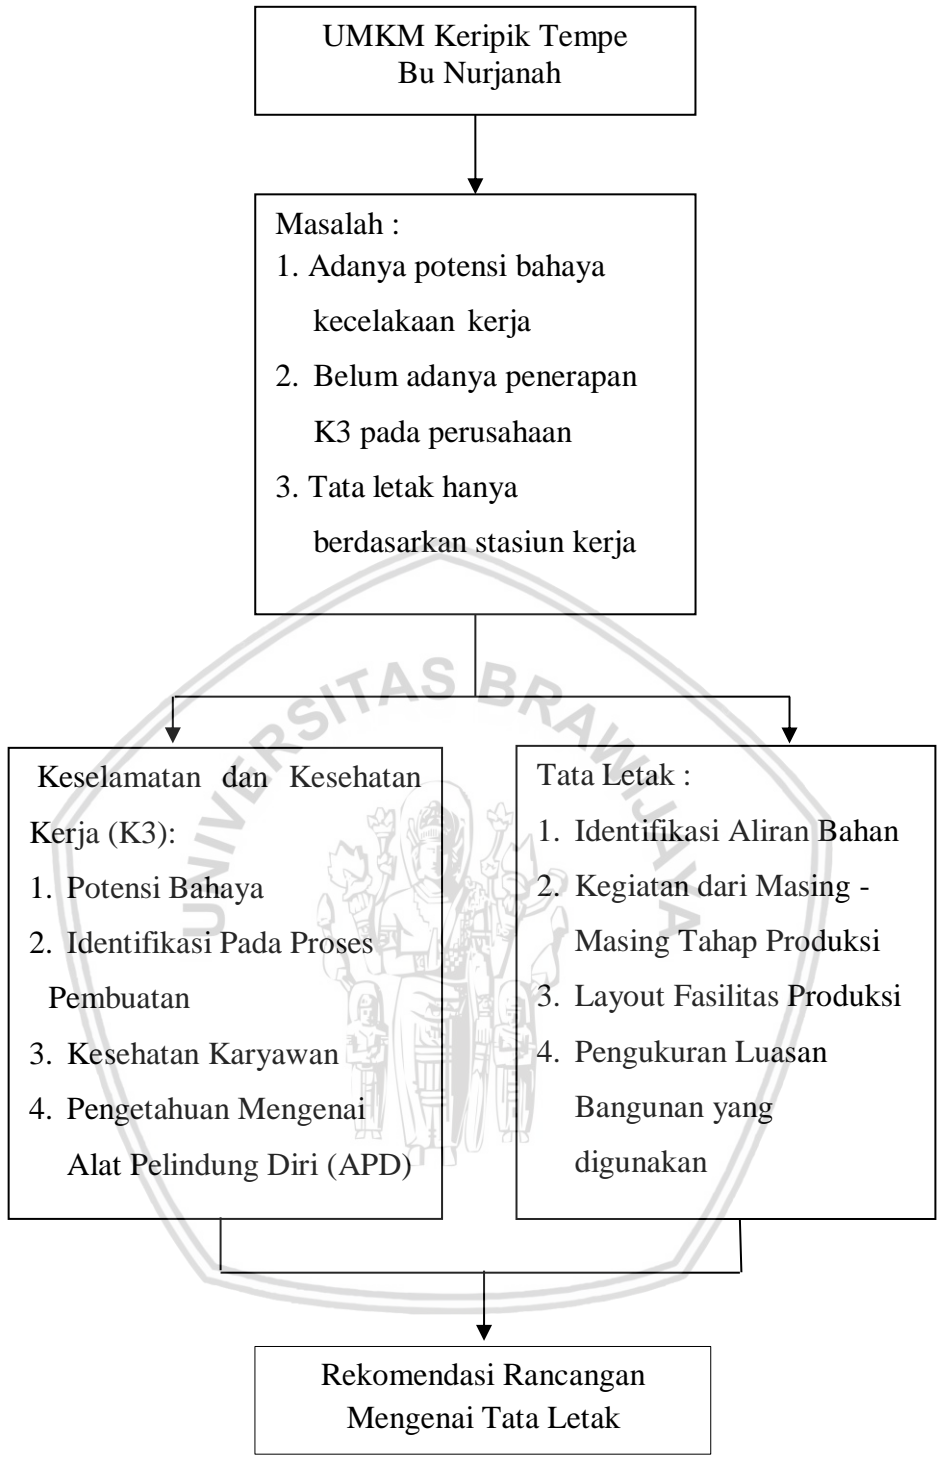 UMKM Keripik Tempe
Bu Nurjanah
Masalah :
1. Adanya potensi bahaya
kecelakaan kerja
2. Belum adanya penerapan
K3 pada perusahaan
3. Tata letak hanya
berdasarkan stasiun kerja
UNIVERSITAS BRAWIJAYA
Keselamatan dan Kesehatan
Kerja (K3):
1. Potensi Bahaya
2. Identifikasi Pada Proses
Pembuatan
3. Kesehatan Karyawan
4. Pengetahuan Mengenai
Alat Pelindung Diri (APD)
Tata Letak :
1. Identifikasi Aliran Bahan
2. Kegiatan dari Masing -
Masing Tahap Produksi
3. Layout Fasilitas Produksi
4. Pengukuran Luasan
Bangunan yang
digunakan
Rekomendasi Rancangan
Mengenai Tata Letak